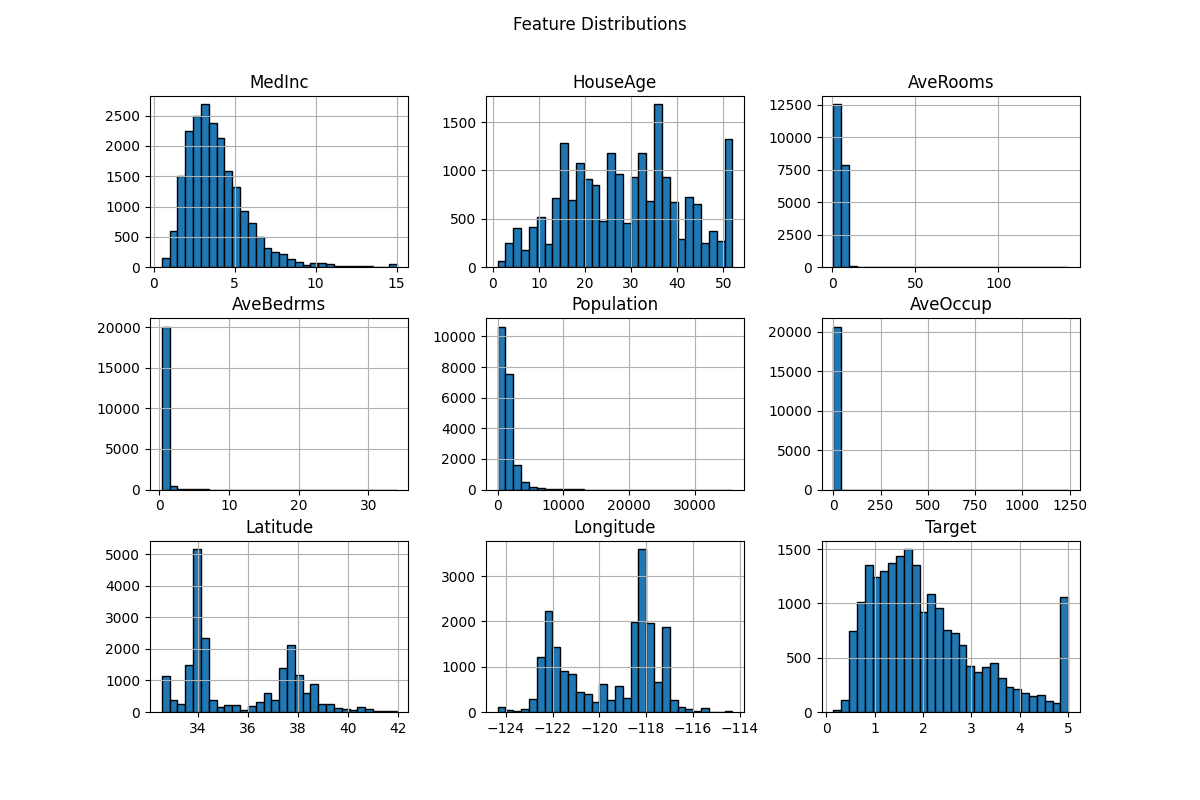 Feature Distributions
MedInc
HouseAge
AveRooms
2500
2000
1500
1000
500
0
0 5 10 15
1500
1000
500
0
0 10 20 30 40 50
12500
10000
7500
5000
2500
0
0 50 100
AveBedrms
Population
AveOccup
20000
15000
10000
5000
0
0 10 20 30
10000
8000
6000
4000
2000
0
0 10000 20000 30000
20000
15000
10000
5000
0
0 250 500 750 1000 1250
Latitude
Longitude
Target
5000
4000
3000
2000
1000
0
34 36 38 40 42
3000
2000
1000
0
−124 −122 −120 −118 −116 −114
1500
1000
500
0
0 1 2 3 4 5